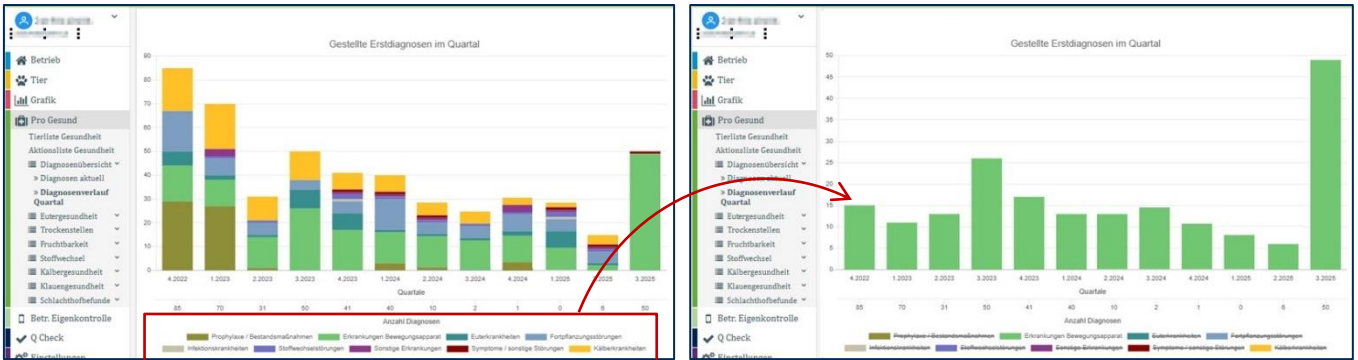 Betrieb
Tier
Grafik
Pro Gesund
Tierliste Gesundheit
Aktionsliste Gesundheit
Diagnosenübersicht
» Diagnosen aktuell
» Diagnosenverlauf
Quartal
Eutergesundheit
Trockenstellen
Fruchtbarkeit
Stoffwechsel
Kälbergesundheit
Klauengesundheit
Schlachthofbefunde
Betr. Eigenkontrolle
Q Check
Einstellungen
Gestellte Erstdiagnosen im Quartal
90
80
70
60
50
40
30
20
10
0
4.2022 1.2023 2.2023 3.2023 4.2023 1.2024 2.2024 3.2024 4.2024 1.2025 2.2025 3.2025
Quartale
85 70 31 50 41 40 10 2 1 0 6 50
Anzahl Diagnosen
Prophylaxe / Bestandsmaßnahmen Erkrankungen Bewegungsapparat Euterkrankheiten Fortpflanzungsstörungen
Infektionskrankheiten Stoffwechselstörungen Sonstige Erkrankungen Symptome / sonstige Störungen Kälberkrankheiten
Betrieb
Tier
Grafik
Pro Gesund
Tierliste Gesundheit
Aktionsliste Gesundheit
Diagnosenübersicht
» Diagnosen aktuell
» Diagnosenverlauf
Quartal
Eutergesundheit
Trockenstellen
Fruchtbarkeit
Stoffwechsel
Kälbergesundheit
Klauengesundheit
Schlachthofbefunde
Betr. Eigenkontrolle
Q Check
Einstellungen
Gestellte Erstdiagnosen im Quartal
50
45
40
35
30
25
20
15
10
5
0
4.2022 1.2023 2.2023 3.2023 4.2023 1.2024 2.2024 3.2024 4.2024 1.2025 2.2025 3.2025
Quartale
85 70 31 50 41 40 10 2 1 0 6 50
Anzahl Diagnosen
Prophylaxe / Bestandsmaßnahmen Erkrankungen Bewegungsapparat Euterkrankheiten Fortpflanzungsstörungen
Infektionskrankheiten Stoffwechselstörungen Sonstige Erkrankungen Symptome / sonstige Störungen Kälberkrankheiten